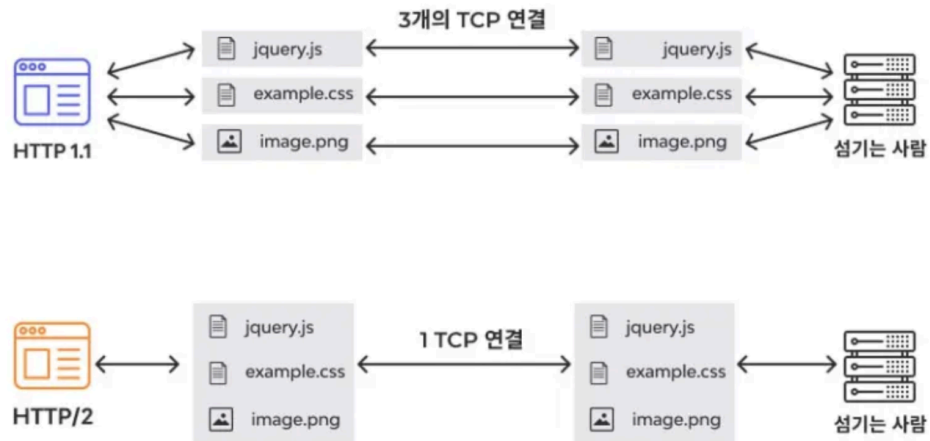 3개의 TCP 연결
jquery.js
jquery.js
example.css
example.css
image.png
image.png
HTTP 1.1
섬기는 사람
jquery.js
example.css
image.png
1 TCP 연결
jquery.js
example.css
image.png
HTTP/2
섬기는 사람